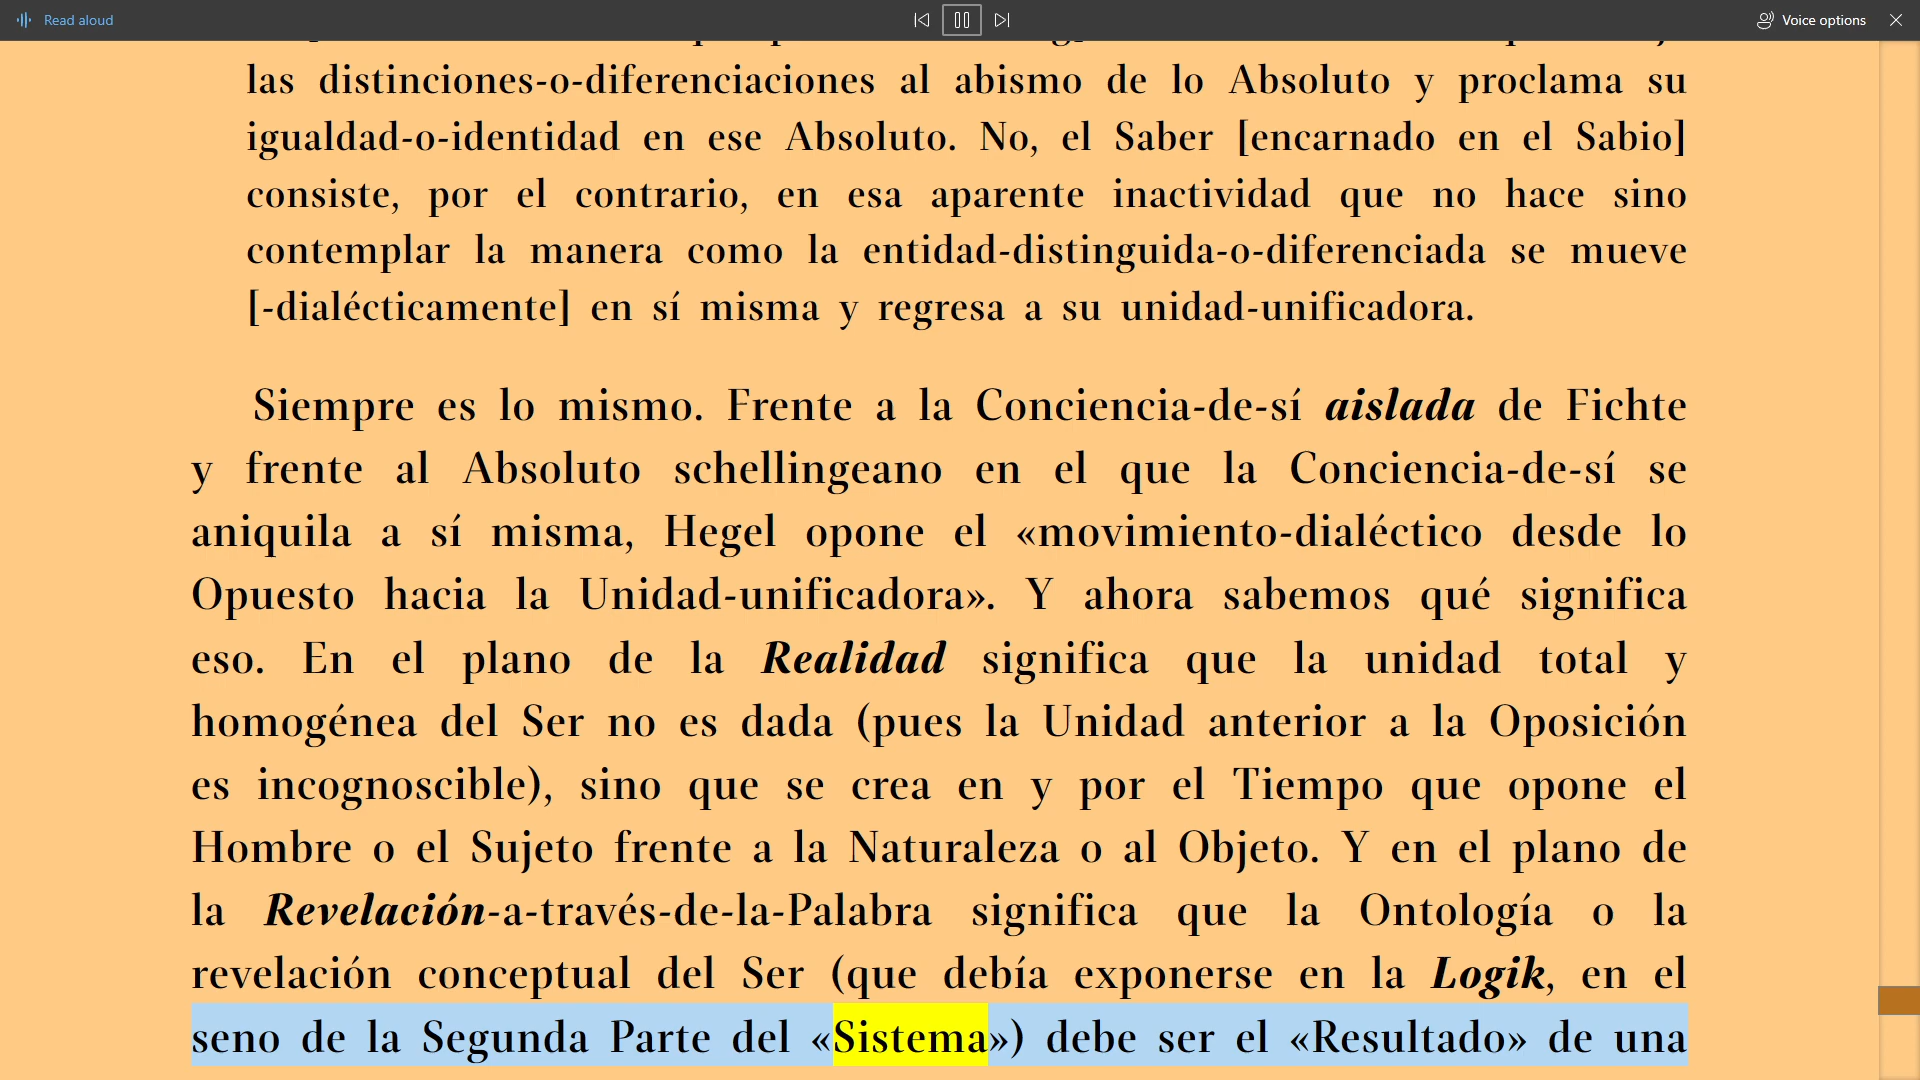 Read aloud
Voice options
las distinciones-o-diferenciaciones al abismo de lo Absoluto y proclama su
igualdad-o-identidad en ese Absoluto. No, el Saber [encarnado en el Sabio]
consiste, por el contrario, en esa aparente inactividad que no hace sino
contemplar la manera como la entidad-distinguida-o-diferenciada se mueve
[-dialécticamente] en sí misma y regresa a su unidad-unificadora.
Siempre es lo mismo. Frente a la Conciencia-de-sí aislada de Fichte
y frente al Absoluto schellingeano en el que la Conciencia-de-sí se
aniquila a sí misma, Hegel opone el «movimiento-dialéctico desde lo
Opuesto hacia la Unidad-unificadora». Y ahora sabemos qué significa
eso. En el plano de la Realidad significa que la unidad total y
homogénea del Ser no es dada (pues la Unidad anterior a la Oposición
es incognoscible), sino que se crea en y por el Tiempo que opone el
Hombre o el Sujeto frente a la Naturaleza o al Objeto. Y en el plano de
la Revelación-a-través-de-la-Palabra significa que la Ontología o la
revelación conceptual del Ser (que debía exponerse en la Logik, en el
seno de la Segunda Parte del «Sistema») debe ser el «Resultado» de una